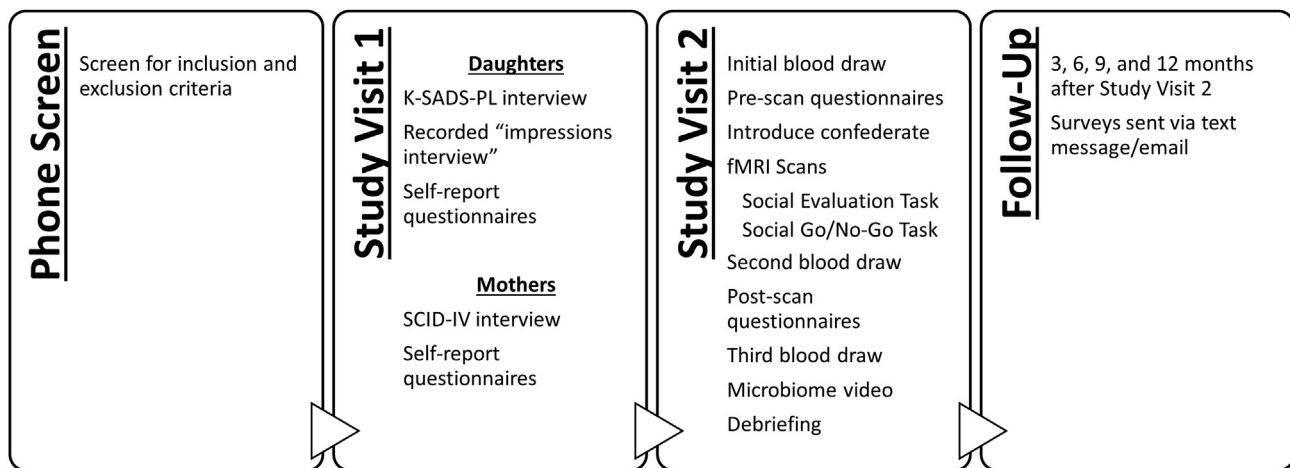 Phone Screen
Screen for inclusion and
exclusion criteria
Study Visit 1
Daughters
K-SADS-PL interview
Recorded “impressions
interview”
Self-report
questionnaires
Mothers
SCID-IV interview
Self-report
questionnaires
Study Visit 2
Initial blood draw
Pre-scan questionnaires
Introduce confederate
fMRI Scans
Social Evaluation Task
Social Go/No-Go Task
Second blood draw
Post-scan
questionnaires
Third blood draw
Microbiome video
Debriefing
Follow-Up
3, 6, 9, and 12 months
after Study Visit 2
Surveys sent via text
message/email